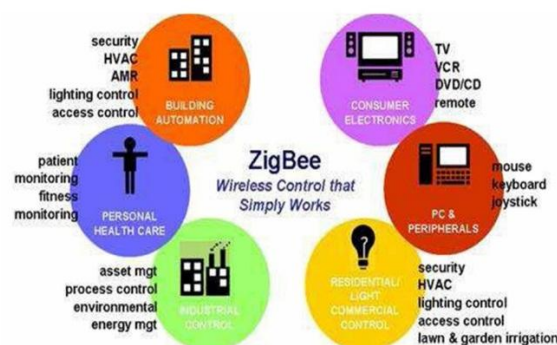 security
HVAC
AMR
lighting control
access control
BUILDING
AUTOMATION
TV
VCR
DVD/CD
remote
CONSUMER
ELECTRONICS
ZigBee
Wireless Control that
Simply Works
patient
monitoring
fitness
monitoring
PERSONAL
HEALTH CARE
mouse
keyboard
joystick
PC &
PERIPHERALS
asset mgt
process control
environmental
energy mgt
INDUSTRIAL
CONTROL
RESIDENTIAL/
LIGHT
COMMERCIAL
CONTROL
security
HVAC
lighting control
access control
lawn & garden irrigation